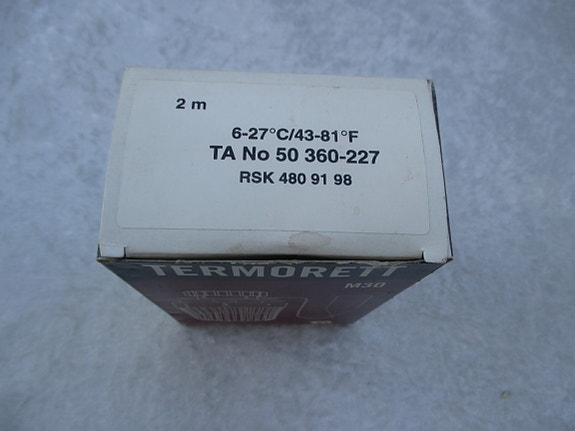 2 m
6-27°C/43-81°F
TA No 50 360-227
RSK 480 91 98
TERMORETT
M30